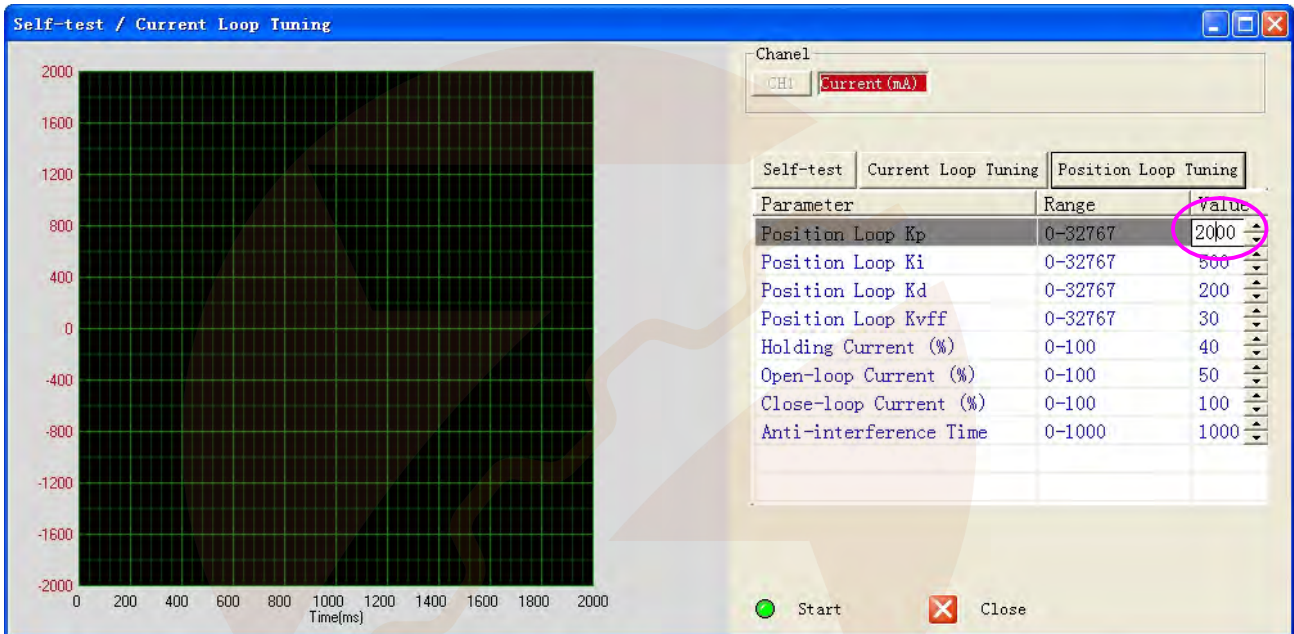 Self-test / Current Loop Tuning
2000
1600
1200
800
400
0
-400
-800
-1200
-1600
-2000
0 200 400 600 800 1000 1200 1400 1600 1800 2000
Time(ms)
Chanel
CH1 Current(mA)
Self-test Current Loop Tuning Position Loop Tuning
Parameter Range Value
Position Loop Kp 0-32767 2000
Position Loop Ki 0-32767 500
Position Loop Kd 0-32767 200
Position Loop Kvff 0-32767 30
Holding Current (%) 0-100 40
Open-loop Current (%) 0-100 50
Close-loop Current (%) 0-100 100
Anti-interference Time 0-1000 1000
Start Close